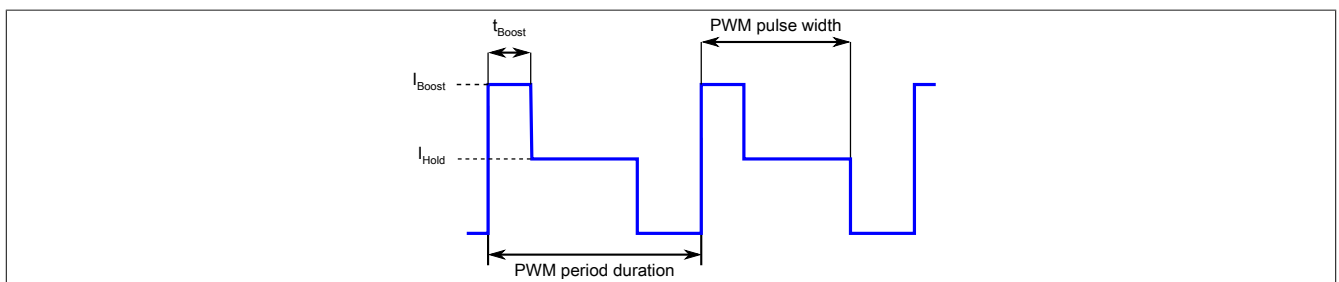 t_Boost
PWM pulse width
I_Boost
I_Hold
PWM period duration